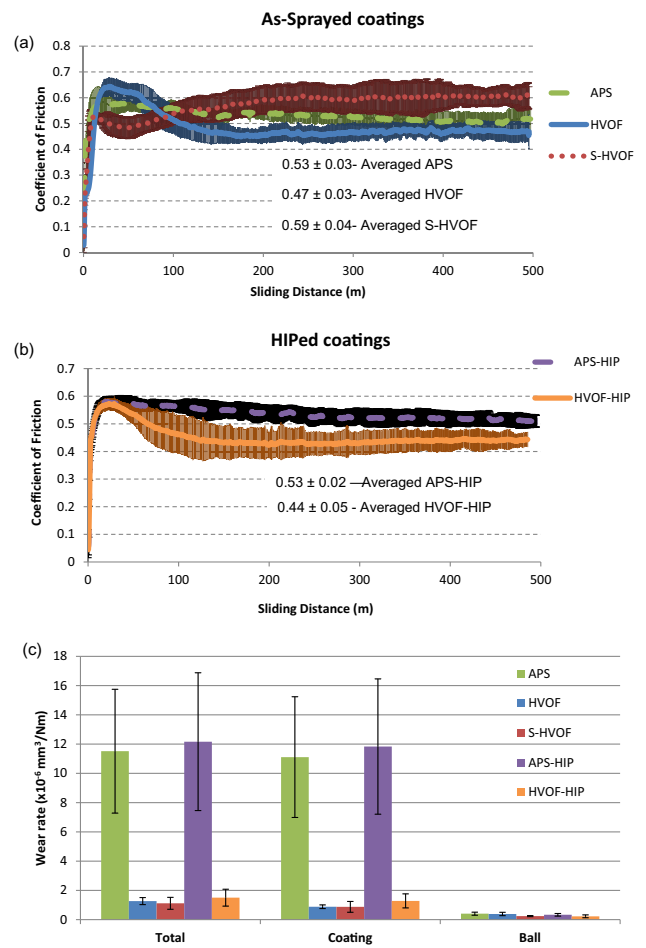 As-Sprayed coatings
(a)
0.8
0.7
0.6
0.5
0.4
0.3
0.2
0.1
0
Coefficient of Friction
0.53 ± 0.03- Averaged APS
0.47 ± 0.03- Averaged HVOF
0.59 ± 0.04- Averaged S-HVOF
APS
HVOF
S-HVOF
0 100 200 300 400 500
Sliding Distance (m)
HIPed coatings
(b)
0.7
0.6
0.5
0.4
0.3
0.2
0.1
0
Coefficient of Friction
APS-HIP
HVOF-HIP
0.53 ± 0.02 —Averaged APS-HIP
0.44 ± 0.05 - Averaged HVOF-HIP
0 100 200 300 400 500
Sliding Distance (m)
(c)
18
16
14
12
10
8
6
4
2
0
Wear rate (x10⁻⁶ mm³/Nm)
APS
HVOF
S-HVOF
APS-HIP
HVOF-HIP
Total Coating Ball